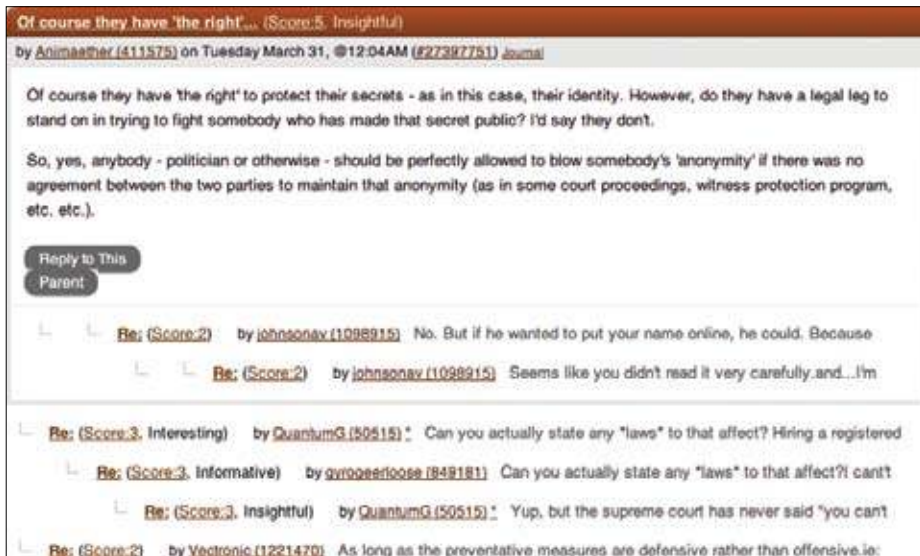 Of course they have 'the right'... (Score:5, Insightful)
by Animaether (411575) on Tuesday March 31, @12:04AM (#27397751) Journal
Of course they have 'the right' to protect their secrets - as in this case, their identity. However, do they have a legal leg to
stand on in trying to fight somebody who has made that secret public? I'd say they don't.
So, yes, anybody - politician or otherwise - should be perfectly allowed to blow somebody's 'anonymity' if there was no
agreement between the two parties to maintain that anonymity (as in some court proceedings, witness protection program,
etc. etc.).
Reply to This
Parent
Re: (Score:2) by johnsonav (1098915) No. But if he wanted to put your name online, he could. Because
Re: (Score:2) by johnsonav (1098915) Seems like you didn't read it very carefully.and...I'm
Re: (Score:3, Interesting) by QuantumG (50515) * Can you actually state any "laws" to that affect? Hiring a registered
Re: (Score:3, Informative) by gyrogeerloose (849181) Can you actually state any "laws" to that affect?I can't
Re: (Score:3, Insightful) by QuantumG (50515) * Yup, but the supreme court has never said "you can't
Re: (Score:2) by Vectronic (1221470) As long as the preventative measures are defensive rather than offensive.ie: